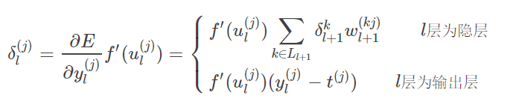 δ_l^{(j)} = ∂E/∂y_l^{(j)} f′(u_l^{(j)}) = { f′(u_l^{(j)}) ∑_{k∈L_{l+1}} δ_{l+1}^k w_{l+1}^{(kj)} l层为隐层
f′(u_l^{(j)})(y_l^{(j)} − t^{(j)}) l层为输出层